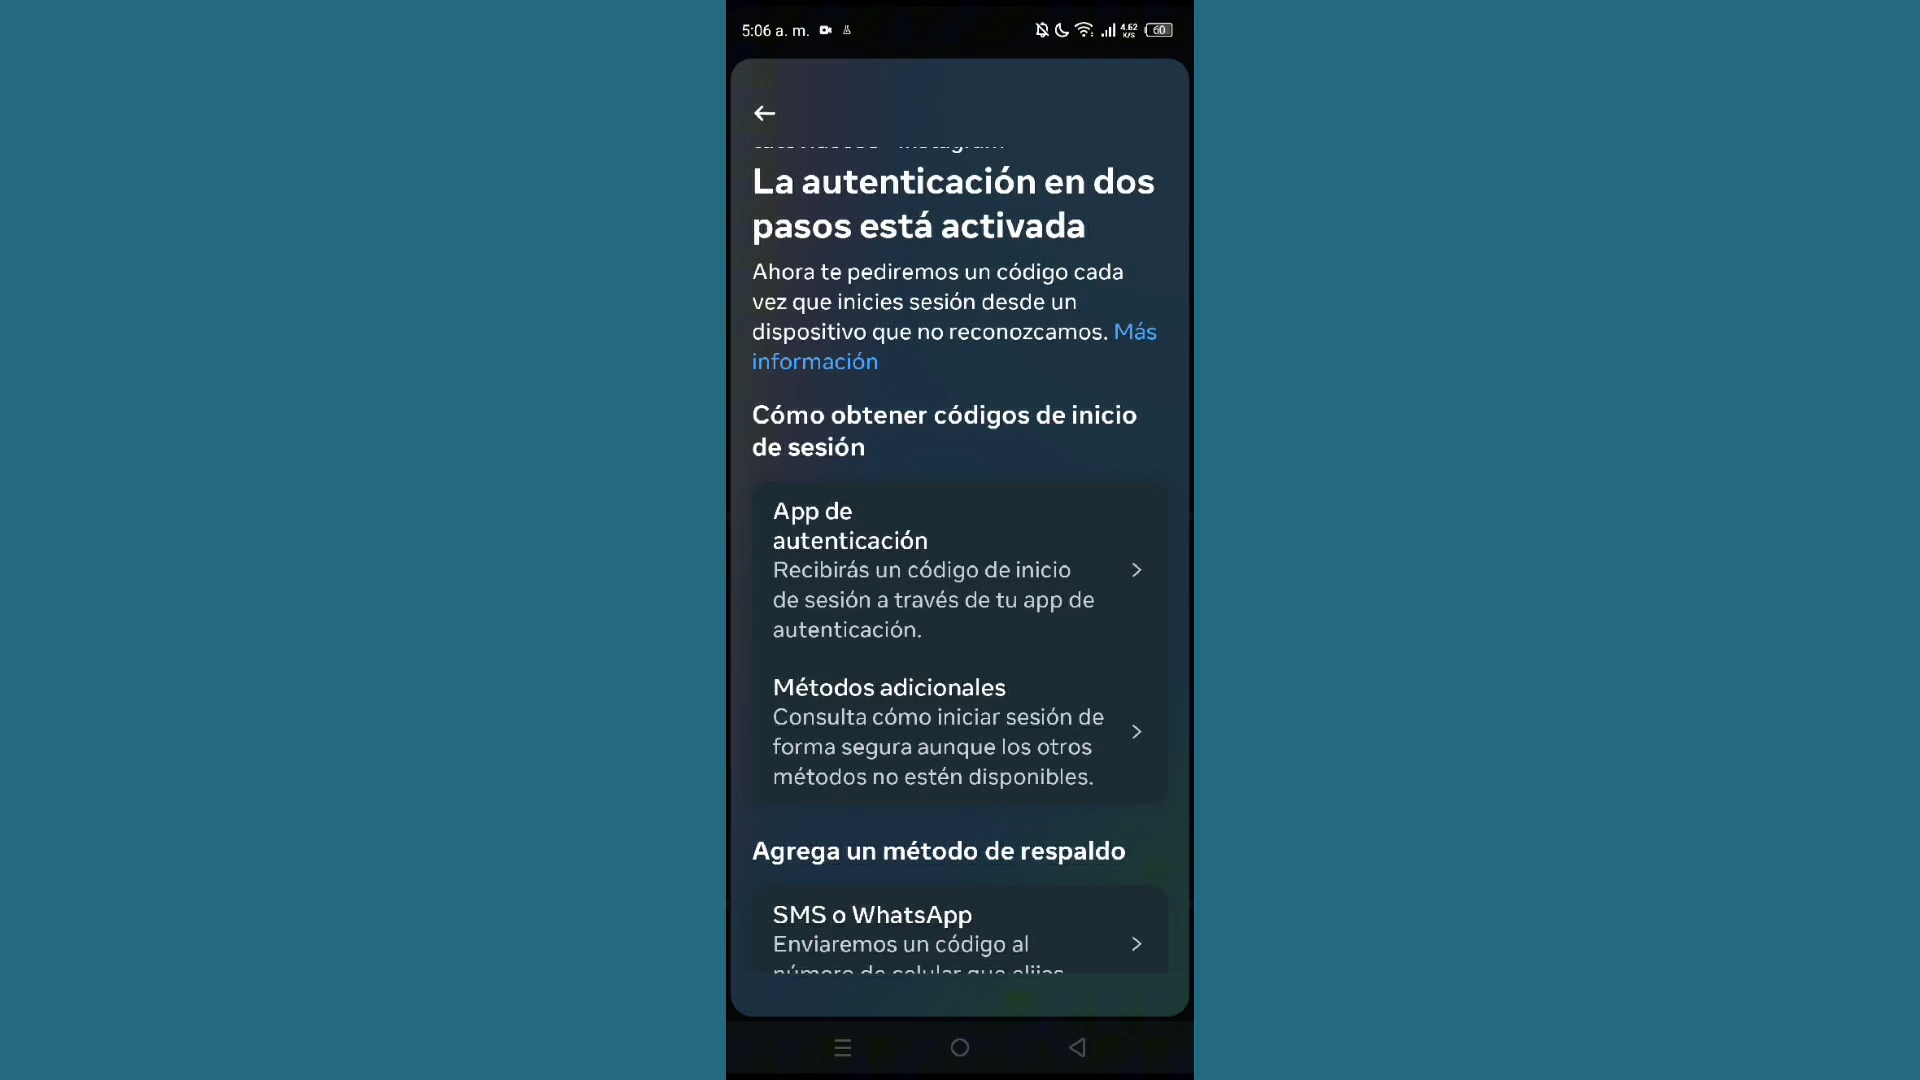 5:06 a. m.
4.62
K/S
60
La autenticación en dos
pasos está activada
Ahora te pediremos un código cada
vez que inicies sesión desde un
dispositivo que no reconozcamos. Más
información
Cómo obtener códigos de inicio
de sesión
App de
autenticación
Recibirás un código de inicio
de sesión a través de tu app de
autenticación.
Métodos adicionales
Consulta cómo iniciar sesión de
forma segura aunque los otros
métodos no estén disponibles.
Agrega un método de respaldo
SMS o WhatsApp
Enviaremos un código al
número de celular que elijas